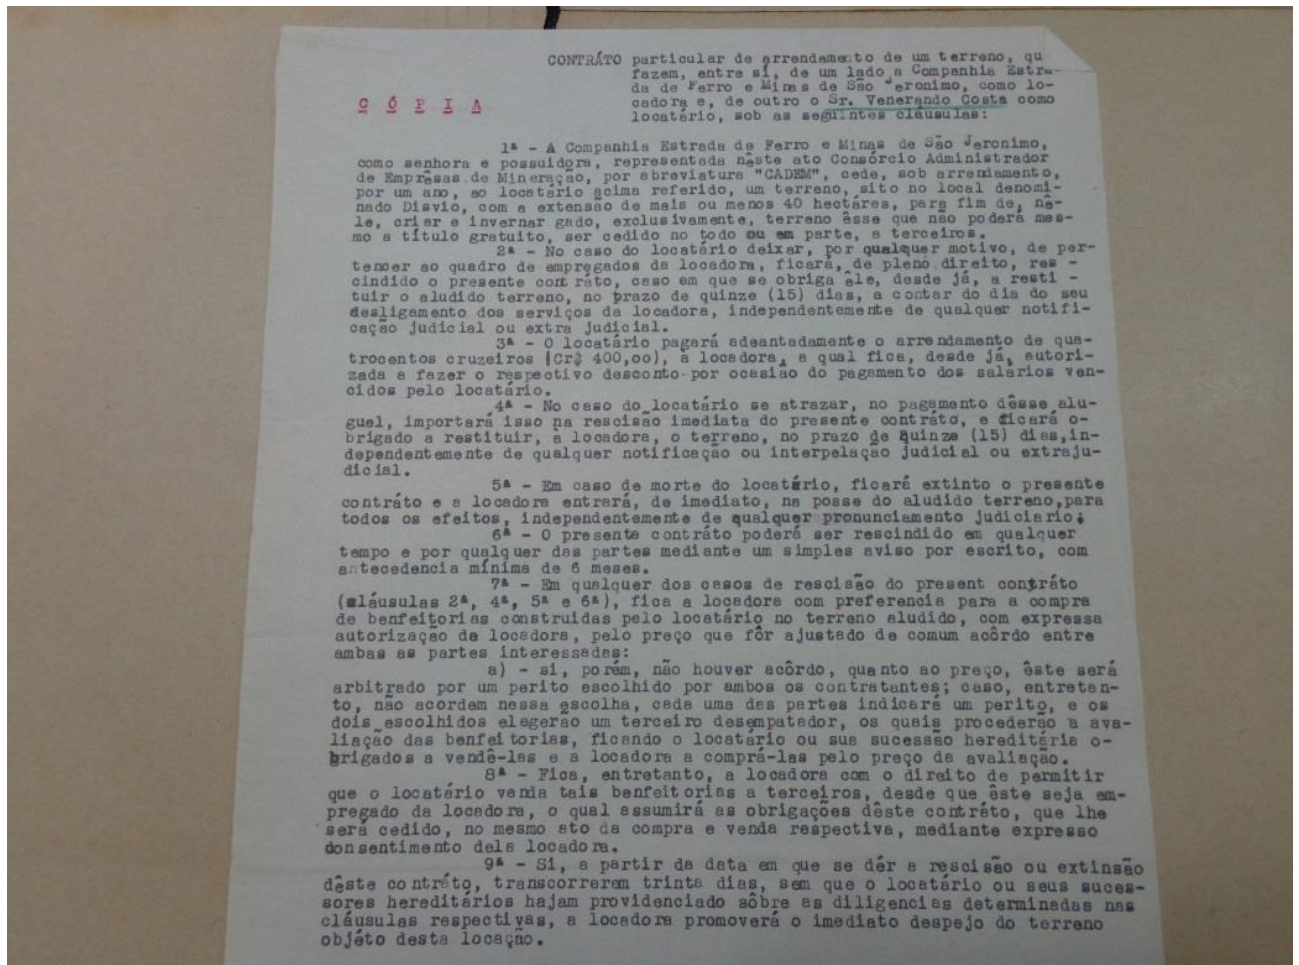 CONTRÁTO particular de arrendamento de um terreno, qu
fazem, entre sí, de um lado a Companhia Estra-
da de Ferro e Minas de São Jeronimo, como lo-
CÓPIA
cadora e, de outro o Sr. Venerando Costa como
locatário, sob as seguintes cláusulas:
1ª - A Companhia Estrada de Ferro e Minas de São Jeronimo,
como senhora e possuidora, representada nêste ato Consórcio Administrador
de Emprêsas de Mineração, por abreviatura "CADEM", cede, sob arrendamento,
por um ano, ao locatário acima referido, um terreno, sito no local denomi-
nado Disvio, com a extensão de mais ou menos 40 hectáres, para fim de, nê-
le, criar e invernar gado, exclusivamente, terreno êsse que não poderá mes-
mo a título gratuito, ser cedido no todo ou em parte, a terceiros.
2ª - No caso do locatário deixar, por qualquer motivo, de per-
tencer ao quadro de empregados da locadora, ficará, de pleno direito, res -
cindido o presente contráto, caso em que se obriga êle, desde já, a resti -
tuir o aludido terreno, no prazo de quinze (15) dias, a contar do dia do seu
desligamento dos serviços da locadora, independentemente de qualquer notifi-
cação judicial ou extra judicial.
3ª - O locatário pagará adeantadamente o arrendamento de qua-
trocentos cruzeiros (Cr$ 400,00), á locadora, a qual fica, desde já, autori-
zada a fazer o respectivo desconto por ocasião do pagamento dos salários ven-
cidos pelo locatário.
4ª - No caso do locatário se atrazar, no pagamento dêsse alu-
guel, importará isso na rescisão imediata do presente contráto, e ficará o-
brigado a restituir, à locadora, o terreno, no prazo de quinze (15) dias,in-
dependentemente de qualquer notificação ou interpelação judicial ou extraju-
dicial.
5ª - Em caso de morte do locatário, ficará extinto o presente
contráto e a locadora entrará, de imediato, na posse do aludido terreno,para
todos os efeitos, independentemente de qualquer pronunciamento judiciario;
6ª - O presente contráto poderá ser rescindido em qualquer
tempo e por qualquer das partes mediante um simples aviso por escrito, com
antecedencia mínima de 6 meses.
7ª - Em qualquer dos casos de rescisão do present contráto
(cláusulas 2ª, 4ª, 5ª e 6ª), fica a locadora com preferencia para a compra
de benfeitorias construidas pelo locatário no terreno aludido, com expressa
autorização da locadora, pelo preço que fôr ajustado de comum acôrdo entre
ambas as partes interessadas:
a) - si, porém, não houver acôrdo, quanto ao preço, êste será
arbitrado por um perito escolhido por ambos os contratantes; caso, entretan-
to, não acordem nessa escolha, cada uma das partes indicará um perito, e os
dois escolhidos elegerão um terceiro desempatador, os quais procederão a ava-
liação das benfeitorias, ficando o locatário ou sua sucessão hereditária o-
brigados a vendê-las e a locadora a comprá-las pelo preço da avaliação.
8ª - Fica, entretanto, a locadora com o direito de permitir
que o locatário venda tais benfeitorias a terceiros, desde que êste seja em-
pregado da locadora, o qual assumirá as obrigações dêste contráto, que lhe
será cedido, no mesmo ato da compra e venda respectiva, mediante expresso
consentimento dela locadora.
9ª - Si, a partir da data em que se dér a rescisão ou extinsão
dêste contráto, transcorrerem trinta dias, sem que o locatário ou seus suces-
sores hereditários hajam providenciado sôbre as diligencias determinadas nas
cláusulas respectivas, a locadora promoverá o imediato despejo do terreno
objéto desta locação.